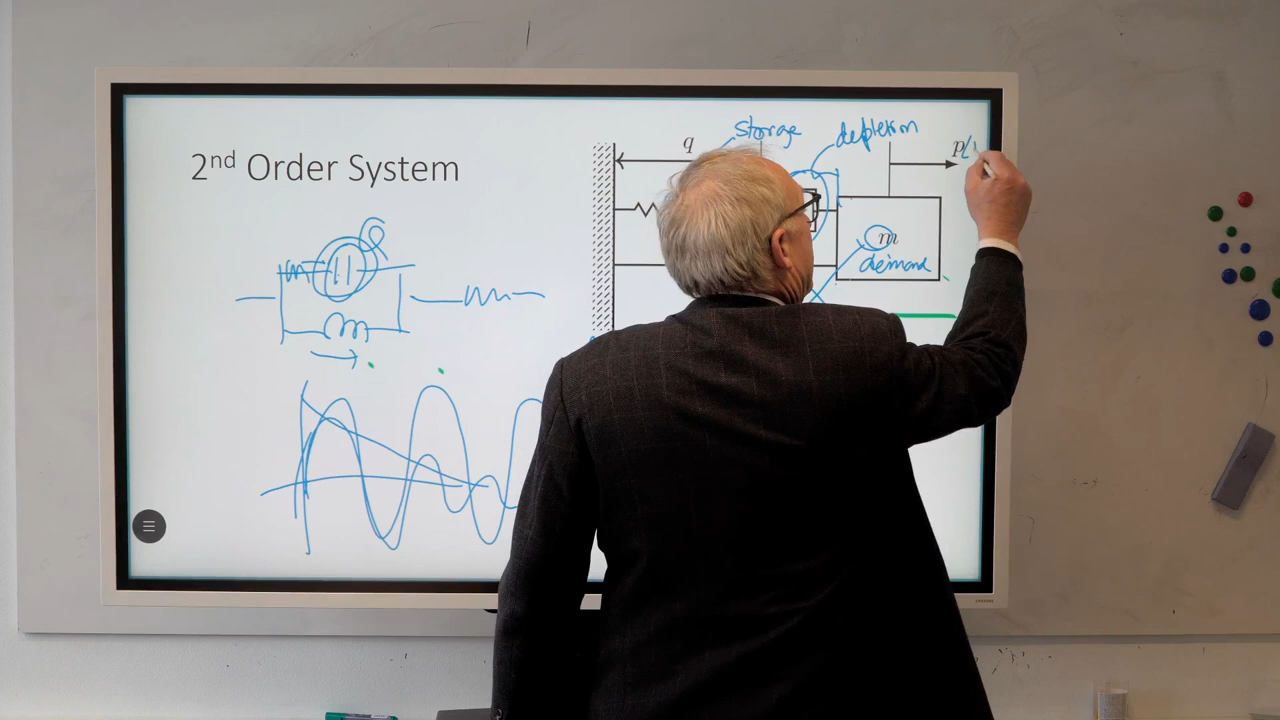 2nd Order System
q
storage
depletion
p(
m
demand